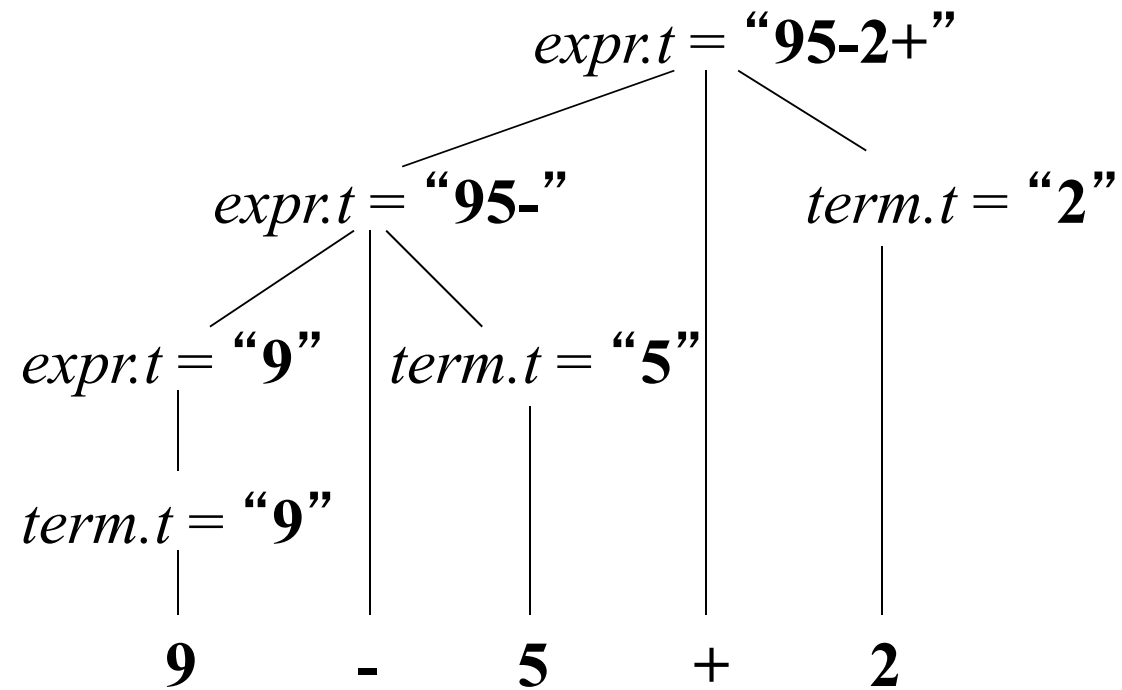 expr.t = “95-2+”
expr.t = “95-” term.t = “2”
expr.t = “9” term.t = “5”
term.t = “9”
9 - 5 + 2